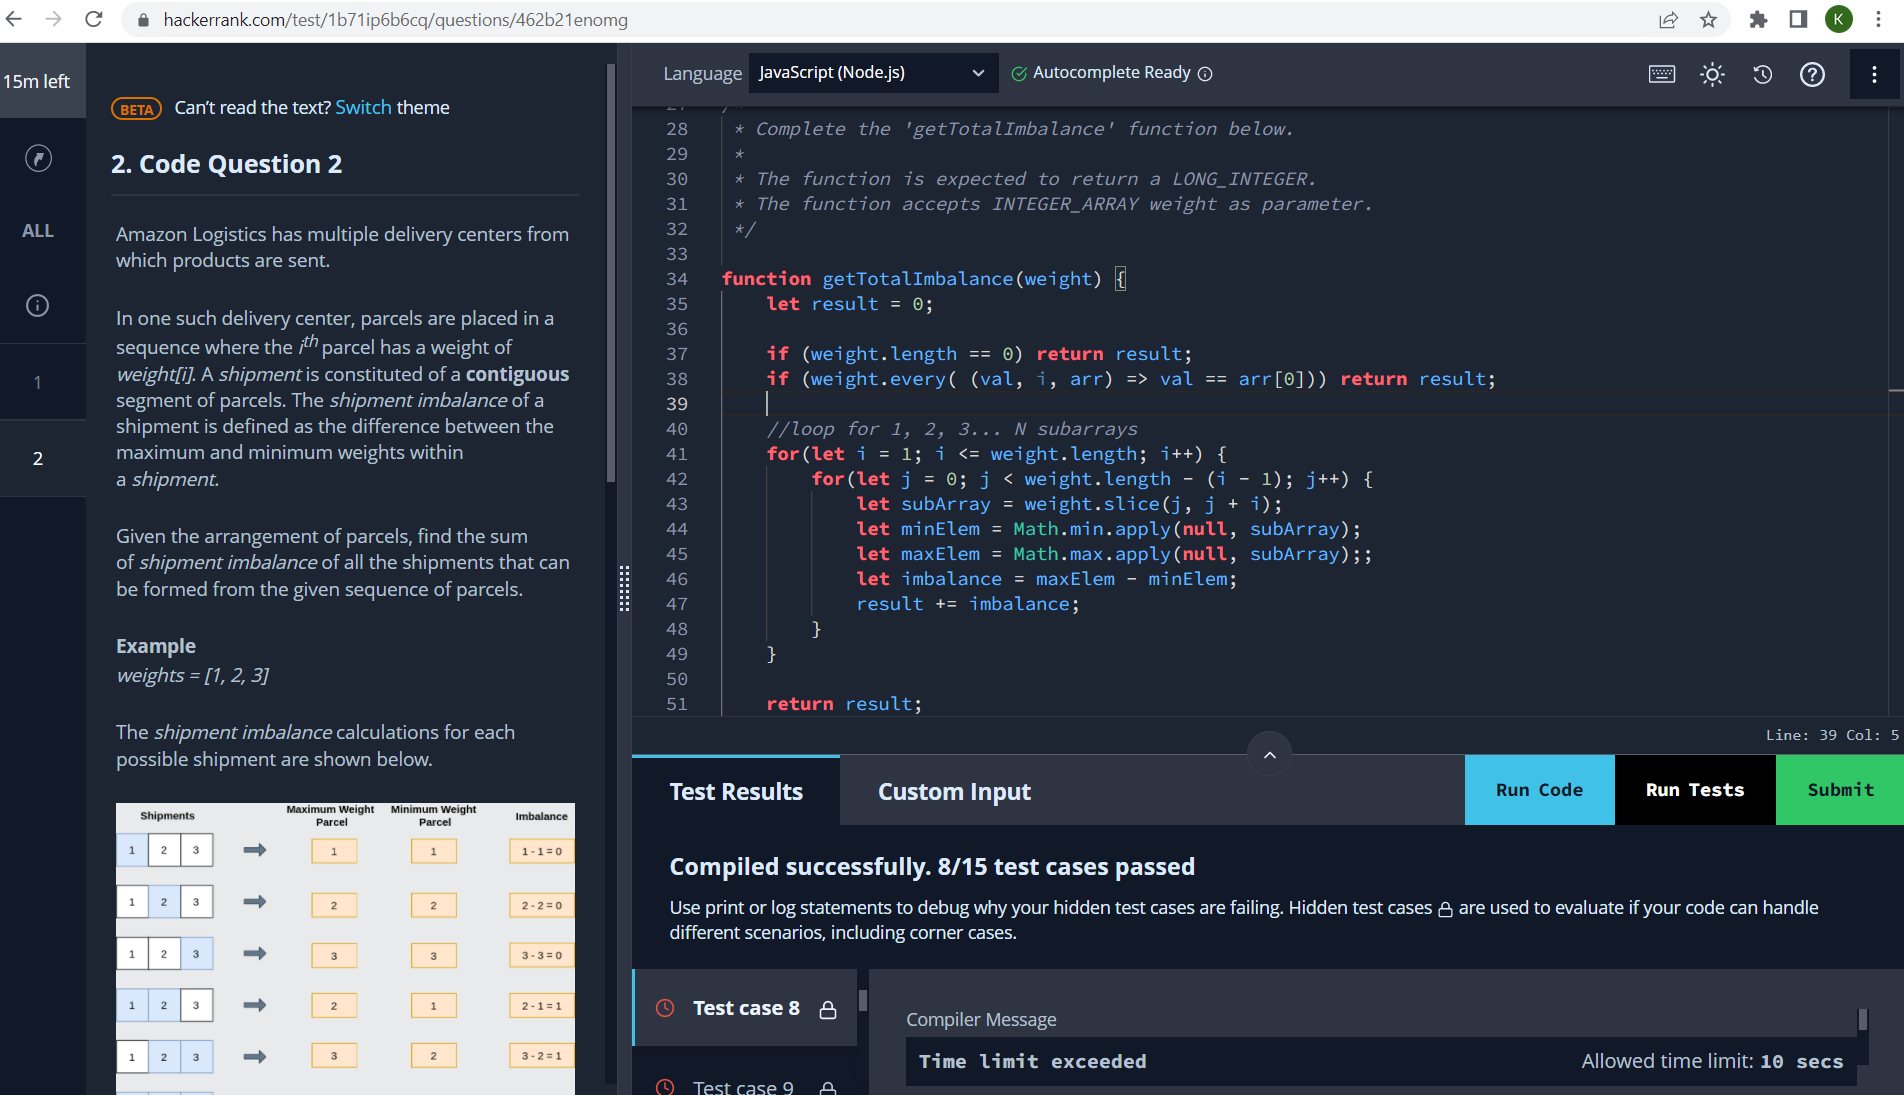 hackerrank.com/test/1b71ip6b6cq/questions/462b21enomg
K
15m left
ALL
1
2
BETA Can't read the text? Switch theme
2. Code Question 2
Amazon Logistics has multiple delivery centers from
which products are sent.
In one such delivery center, parcels are placed in a
sequence where the ith parcel has a weight of
weight[i]. A shipment is constituted of a contiguous
segment of parcels. The shipment imbalance of a
shipment is defined as the difference between the
maximum and minimum weights within
a shipment.
Given the arrangement of parcels, find the sum
of shipment imbalance of all the shipments that can
be formed from the given sequence of parcels.
Example
weights = [1, 2, 3]
The shipment imbalance calculations for each
possible shipment are shown below.
Shipments Maximum Weight Parcel Minimum Weight Parcel Imbalance
1 2 3 1 1 1 - 1 = 0
1 2 3 2 2 2 - 2 = 0
1 2 3 3 3 3 - 3 = 0
1 2 3 2 1 2 - 1 = 1
1 2 3 3 2 3 - 2 = 1
Language JavaScript (Node.js) Autocomplete Ready
28 * Complete the 'getTotalImbalance' function below.
29 *
30 * The function is expected to return a LONG_INTEGER.
31 * The function accepts INTEGER_ARRAY weight as parameter.
32 */
33
34 function getTotalImbalance(weight) {
35 let result = 0;
36
37 if (weight.length == 0) return result;
38 if (weight.every( (val, i, arr) => val == arr[0])) return result;
39
40 //loop for 1, 2, 3... N subarrays
41 for(let i = 1; i <= weight.length; i++) {
42 for(let j = 0; j < weight.length - (i - 1); j++) {
43 let subArray = weight.slice(j, j + i);
44 let minElem = Math.min.apply(null, subArray);
45 let maxElem = Math.max.apply(null, subArray);;
46 let imbalance = maxElem - minElem;
47 result += imbalance;
48 }
49 }
50
51 return result;
Line: 39 Col: 5
Test Results Custom Input Run Code Run Tests Submit
Compiled successfully. 8/15 test cases passed
Use print or log statements to debug why your hidden test cases are failing. Hidden test cases are used to evaluate if your code can handle
different scenarios, including corner cases.
Test case 8
Test case 9
Compiler Message
Time limit exceeded Allowed time limit: 10 secs